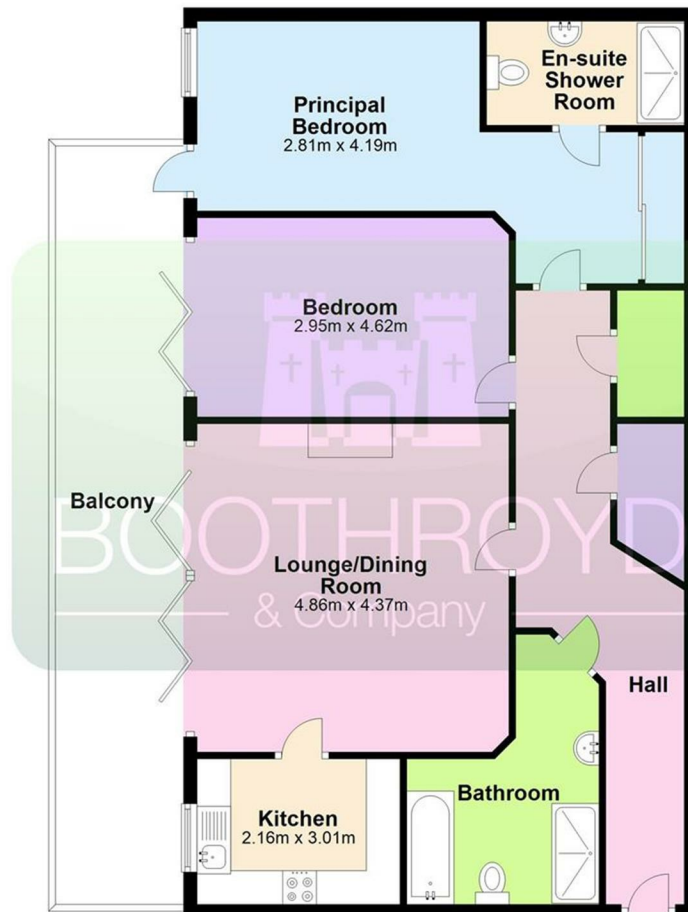 En-suite
Shower
Room
Principal
Bedroom
2.81m x 4.19m
Bedroom
2.95m x 4.62m
Balcony
BOOTHROYD
& Company
Lounge/Dining
Room
4.86m x 4.37m
Hall
Kitchen
2.16m x 3.01m
Bathroom